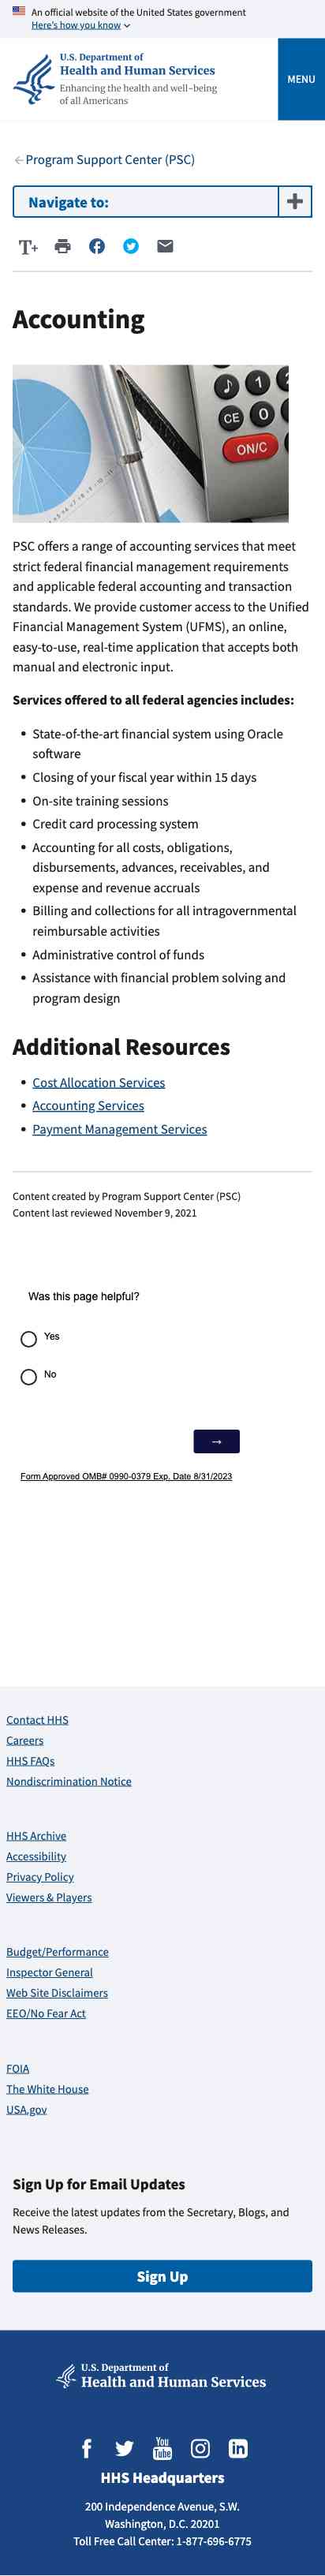 An official website of the United States government
Here's how you know
U.S. Department of
Health and Human Services
Enhancing the health and well-being
of all Americans
MENU
Program Support Center (PSC)
Navigate to:
T+
Accounting
1
CE
0
ON/C
PSC offers a range of accounting services that meet
strict federal financial management requirements
and applicable federal accounting and transaction
standards. We provide customer access to the Unified
Financial Management System (UFMS), an online,
easy-to-use, real-time application that accepts both
manual and electronic input.
Services offered to all federal agencies includes:
• State-of-the-art financial system using Oracle
software
• Closing of your fiscal year within 15 days
• On-site training sessions
• Credit card processing system
• Accounting for all costs, obligations,
disbursements, advances, receivables, and
expense and revenue accruals
• Billing and collections for all intragovernmental
reimbursable activities
• Administrative control of funds
• Assistance with financial problem solving and
program design
Additional Resources
• Cost Allocation Services
• Accounting Services
• Payment Management Services
Content created by Program Support Center (PSC)
Content last reviewed November 9, 2021
Was this page helpful?
Yes
No
→
Form Approved OMB# 0990-0379 Exp. Date 8/31/2023
Contact HHS
Careers
HHS FAQs
Nondiscrimination Notice
HHS Archive
Accessibility
Privacy Policy
Viewers & Players
Budget/Performance
Inspector General
Web Site Disclaimers
EEO/No Fear Act
FOIA
The White House
USA.gov
Sign Up for Email Updates
Receive the latest updates from the Secretary, Blogs, and
News Releases.
Sign Up
U.S. Department of
Health and Human Services
You
Tube
HHS Headquarters
200 Independence Avenue, S.W.
Washington, D.C. 20201
Toll Free Call Center: 1-877-696-6775